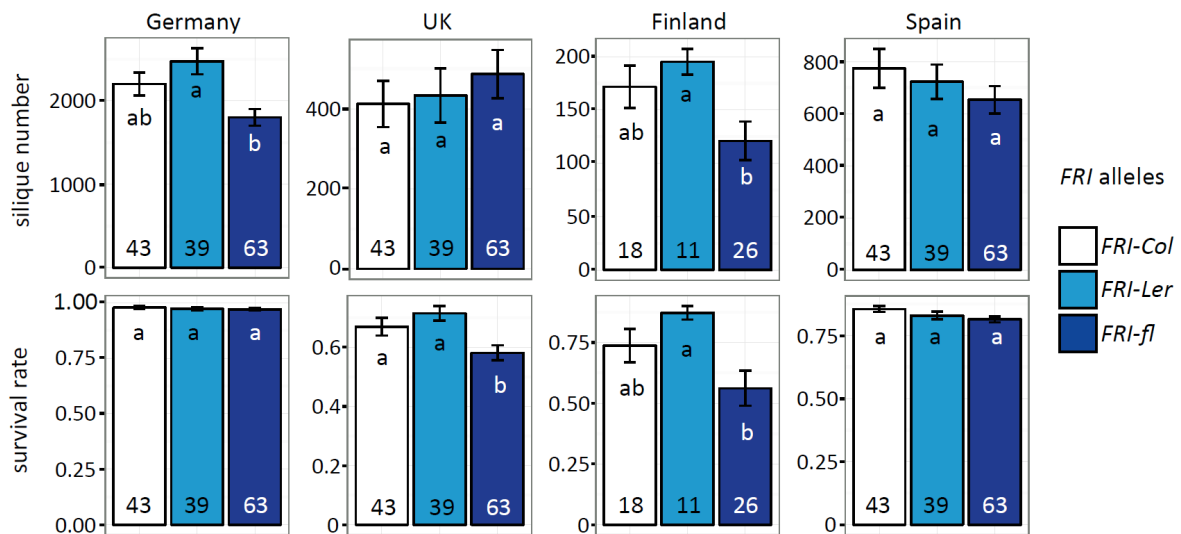 Germany
UK
Finland
Spain
silique number
2000
1000
0
ab
a
b
43
39
63
400
200
0
a
a
a
43
39
63
200
150
100
50
0
ab
a
b
18
11
26
800
600
400
200
0
a
a
a
43
39
63
survival rate
1.00
0.75
0.50
0.25
0.00
a
a
a
43
39
63
0.6
0.4
0.2
0
a
a
b
43
39
63
0.75
0.50
0.25
0
ab
a
b
18
11
26
0.75
0.50
0.25
0
a
a
a
43
39
63
FRI alleles
FRI-Col
FRI-Ler
FRI-fl